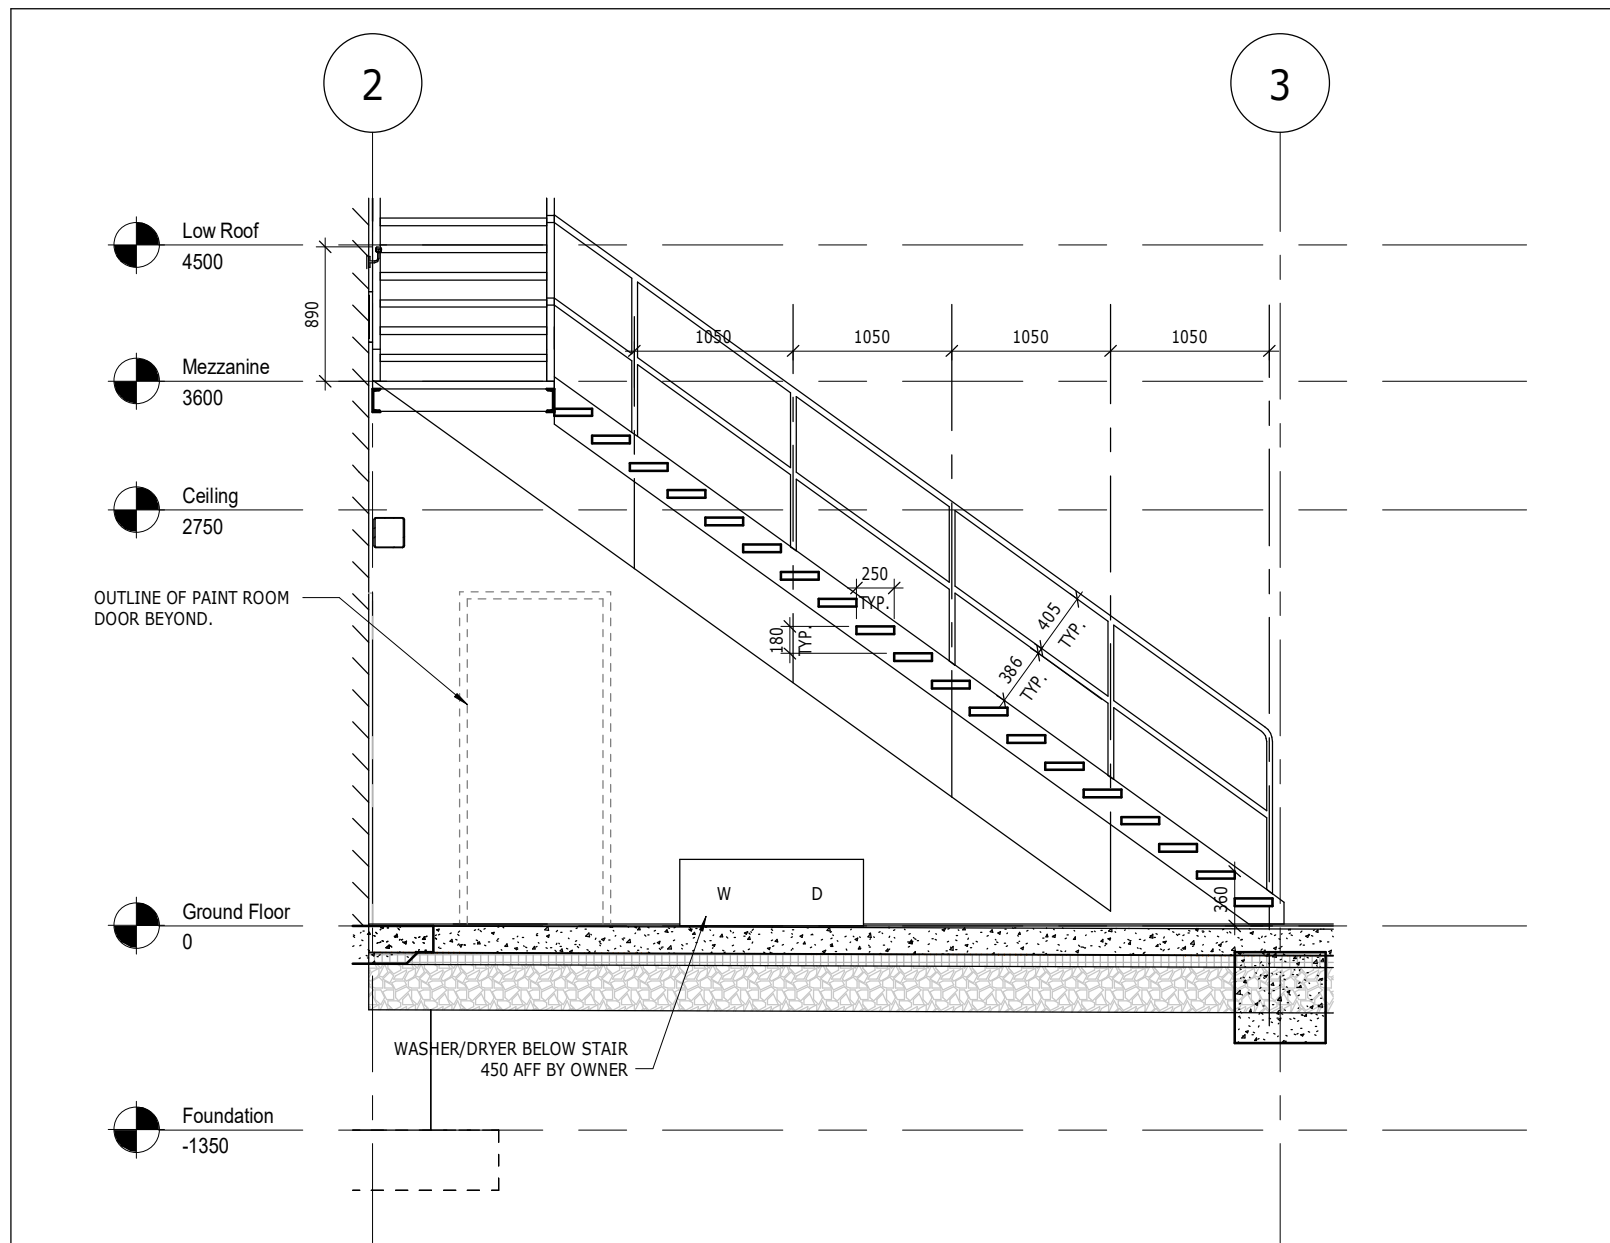 2
3
Low Roof
4500
890
1050
1050
1050
1050
Mezzanine
3600
Ceiling
2750
250
TYP.
180
TYP.
405
TYP.
386
TYP.
OUTLINE OF PAINT ROOM
DOOR BEYOND.
W
D
360
Ground Floor
0
WASHER/DRYER BELOW STAIR
450 AFF BY OWNER
Foundation
-1350